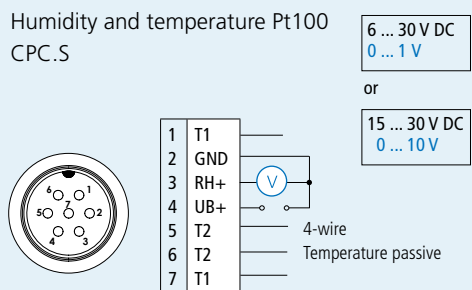 Humidity and temperature Pt100
CPC.S
6 ... 30 V DC
0 ... 1 V
or
15 ... 30 V DC
0 ... 10 V
1 T1
2 GND
3 RH+
4 UB+
5 T2
6 T2
7 T1
V
4-wire
Temperature passive
6 1
7
5 2
4 3